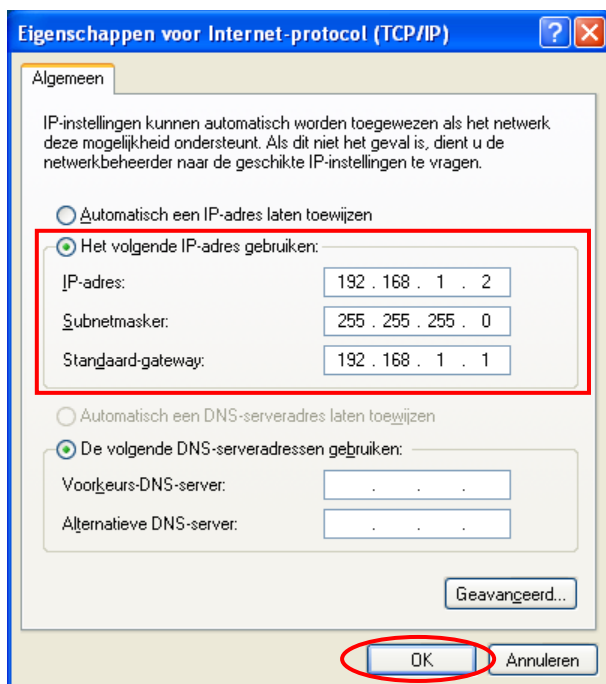 Eigenschappen voor Internet-protocol (TCP/IP)
Algemeen
IP-instellingen kunnen automatisch worden toegewezen als het netwerk
deze mogelijkheid ondersteunt. Als dit niet het geval is, dient u de
netwerkbeheerder naar de geschikte IP-instellingen te vragen.
Automatisch een IP-adres laten toewijzen
Het volgende IP-adres gebruiken:
IP-adres: 192 . 168 . 1 . 2
Subnetmasker: 255 . 255 . 255 . 0
Standaard-gateway: 192 . 168 . 1 . 1
Automatisch een DNS-serveradres laten toewijzen
De volgende DNS-serveradressen gebruiken:
Voorkeurs-DNS-server: . . .
Alternatieve DNS-server: . . .
Geavanceerd...
OK Annuleren